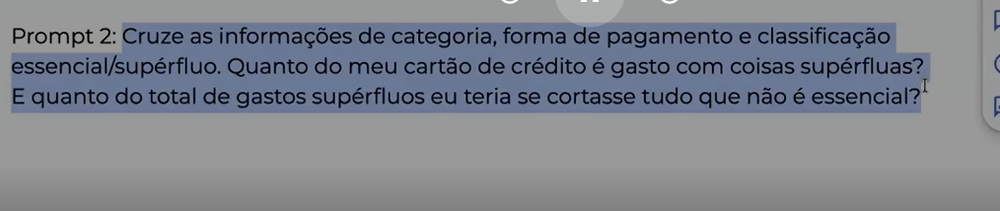 Prompt 2: Cruze as informações de categoria, forma de pagamento e classificação
essencial/supérfluo. Quanto do meu cartão de crédito é gasto com coisas supérfluas?
E quanto do total de gastos supérfluos eu teria se cortasse tudo que não é essencial?